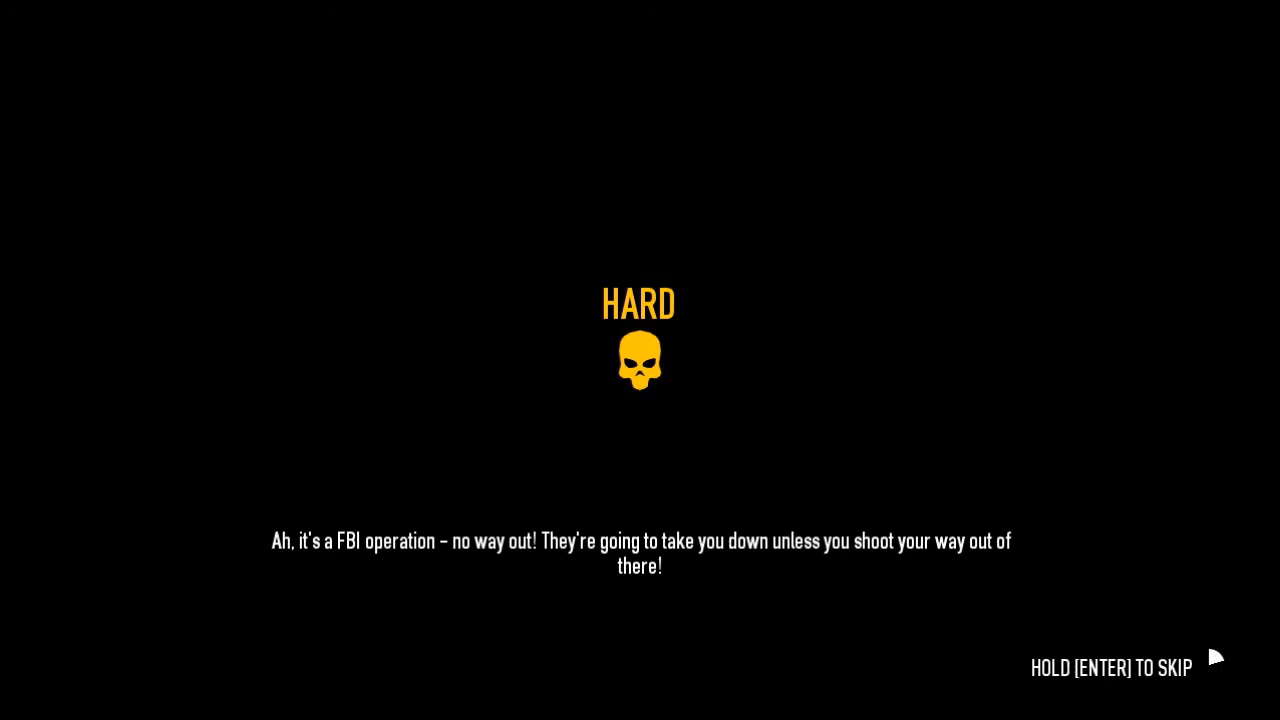 HARD
Ah, it's a FBI operation - no way out! They're going to take you down unless you shoot your way out of
there!
HOLD [ENTER] TO SKIP